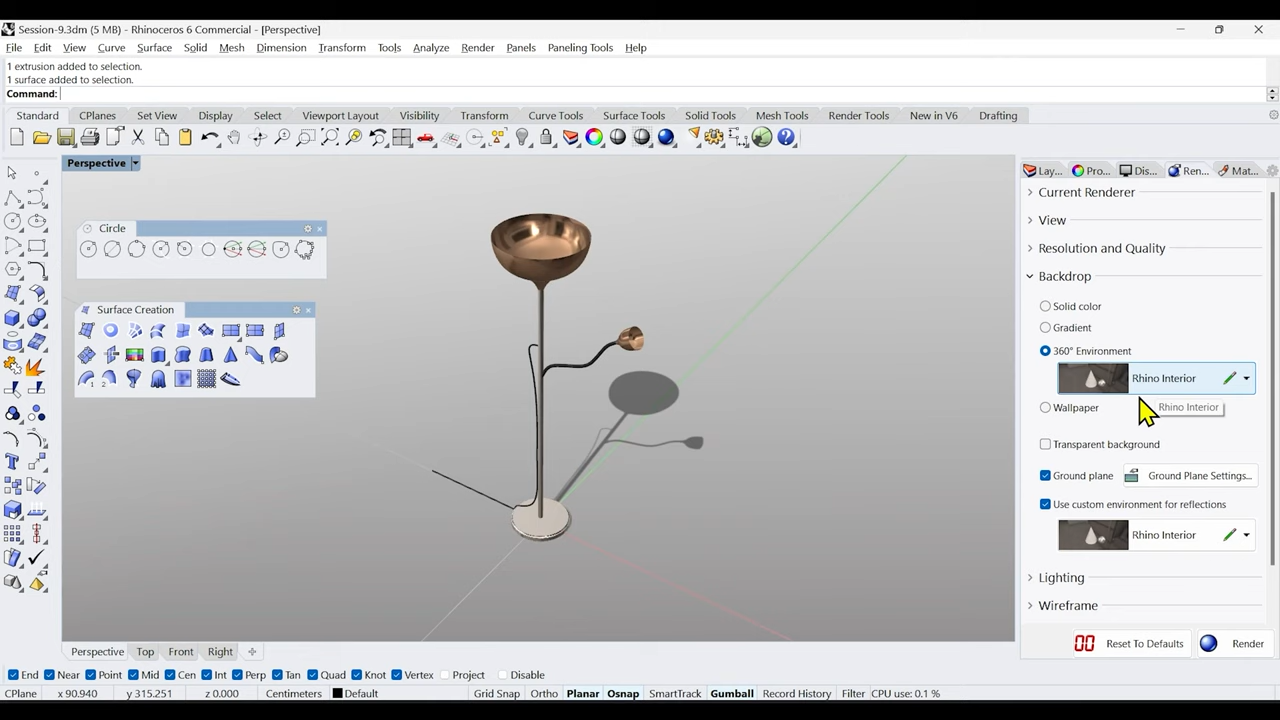 Session-9.3dm (5 MB) - Rhinoceros 6 Commercial - [Perspective]
File Edit View Curve Surface Solid Mesh Dimension Transform Tools Analyze Render Panels Paneling Tools Help
1 extrusion added to selection.
1 surface added to selection.
Command:
Standard CPlanes Set View Display Select Viewport Layout Visibility Transform Curve Tools Surface Tools Solid Tools Mesh Tools Render Tools New in V6 Drafting
Perspective
Lay... Pro... Dis... Ren... Mat...
Current Renderer
View
Resolution and Quality
Backdrop
Solid color
Gradient
360° Environment
Rhino Interior
Wallpaper
Rhino Interior
Transparent background
Ground plane Ground Plane Settings...
Use custom environment for reflections
Rhino Interior
Lighting
Wireframe
00 Reset To Defaults Render
Circle
Surface Creation
1 2
Perspective Top Front Right
End Near Point Mid Cen Int Perp Tan Quad Knot Vertex Project Disable
CPlane x 90.940 y 315.251 z 0.000 Centimeters Default Grid Snap Ortho Planar Osnap SmartTrack Gumball Record History Filter CPU use: 0.1 %